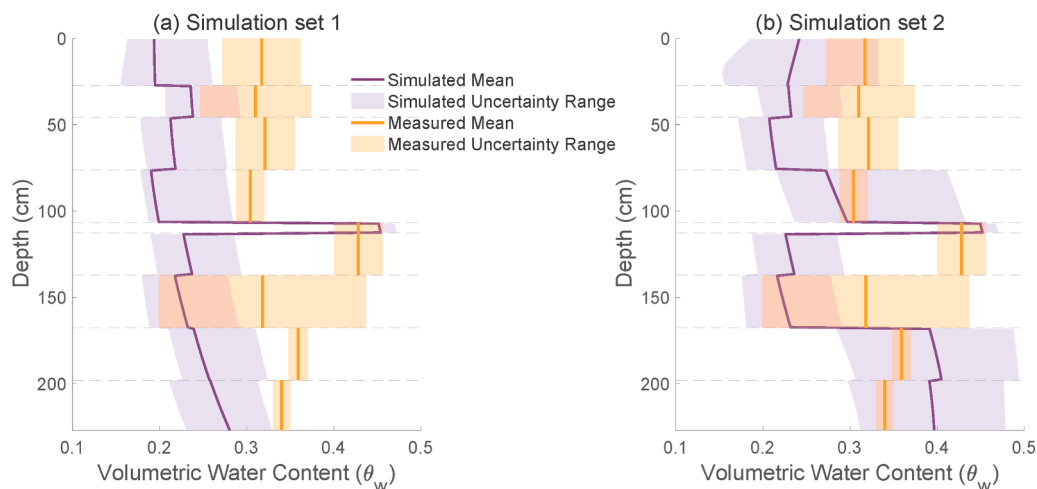 (a) Simulation set 1
0
50
100
150
200
Depth (cm)
0.1
0.2
0.3
0.4
0.5
Volumetric Water Content (θw)
Simulated Mean
Simulated Uncertainty Range
Measured Mean
Measured Uncertainty Range
(b) Simulation set 2
0
50
100
150
200
Depth (cm)
0.1
0.2
0.3
0.4
0.5
Volumetric Water Content (θw)